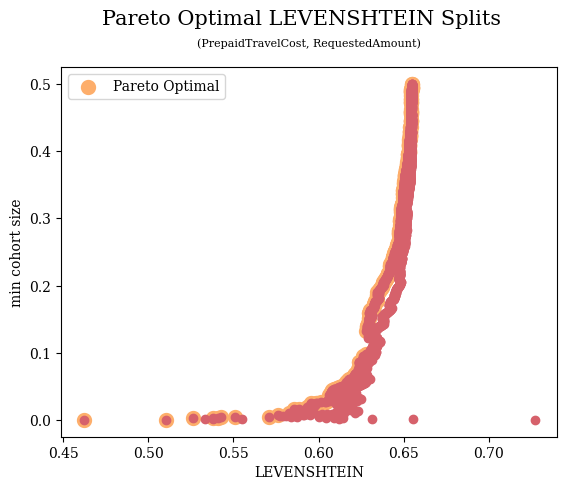 Pareto Optimal LEVENSHTEIN Splits
(PrepaidTravelCost, RequestedAmount)
Pareto Optimal
min cohort size
0.5
0.4
0.3
0.2
0.1
0.0
0.45 0.50 0.55 0.60 0.65 0.70
LEVENSHTEIN